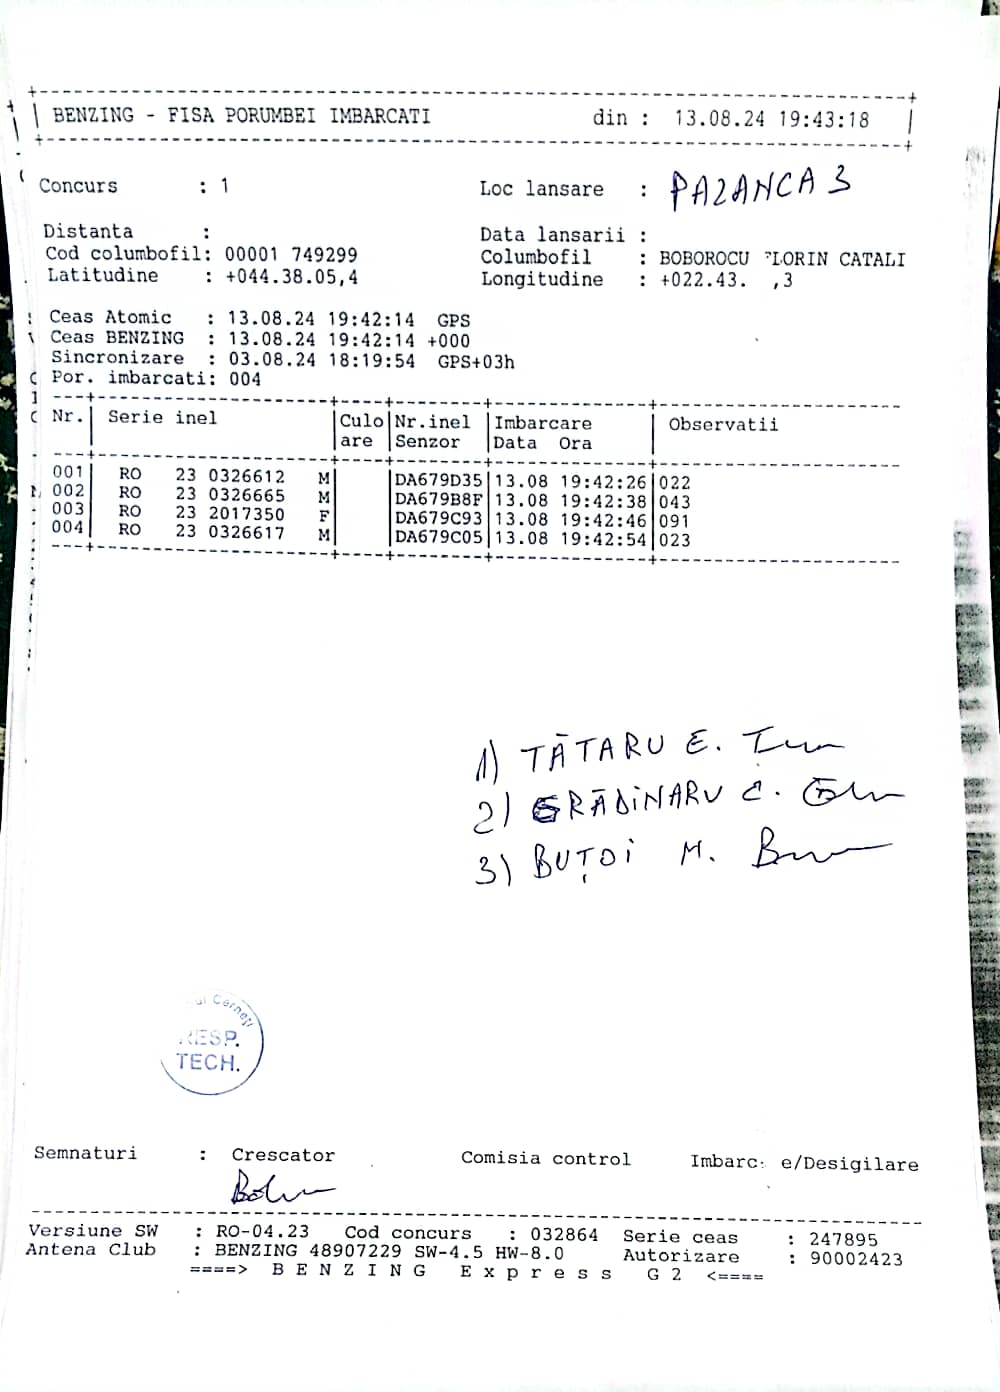 BENZING - FISA PORUMBEI IMBARCATI din : 13.08.24 19:43:18
Concurs : 1 Loc lansare : PAZANCA 3
Distanta : Data lansarii :
Cod columbofil: 00001 749299 Columbofil : BOBOROCU FLORIN CATALI
Latitudine : +044.38.05,4 Longitudine : +022.43. ,3
Ceas Atomic : 13.08.24 19:42:14 GPS
Ceas BENZING : 13.08.24 19:42:14 +000
Sincronizare : 03.08.24 18:19:54 GPS+03h
Por. imbarcati: 004
Nr. Serie inel Culo Nr.inel Imbarcare Observatii
are Senzor Data Ora
001 RO 23 0326612 M DA679D35 13.08 19:42:26 022
002 RO 23 0326665 M DA679B8F 13.08 19:42:38 043
003 RO 23 2017350 F DA679C93 13.08 19:42:46 091
004 RO 23 0326617 M DA679C05 13.08 19:42:54 023
1) TĂTARU E.
2) GRĂDINARU C.
3) BUȚOI M.
RESP.
TECH.
Semnaturi : Crescator Comisia control Imbarc e/Desigilare
Versiune SW : RO-04.23 Cod concurs : 032864 Serie ceas : 247895
Antena Club : BENZING 48907229 SW-4.5 HW-8.0 Autorizare : 90002423
====> B E N Z I N G E x p r e s s G 2 <====